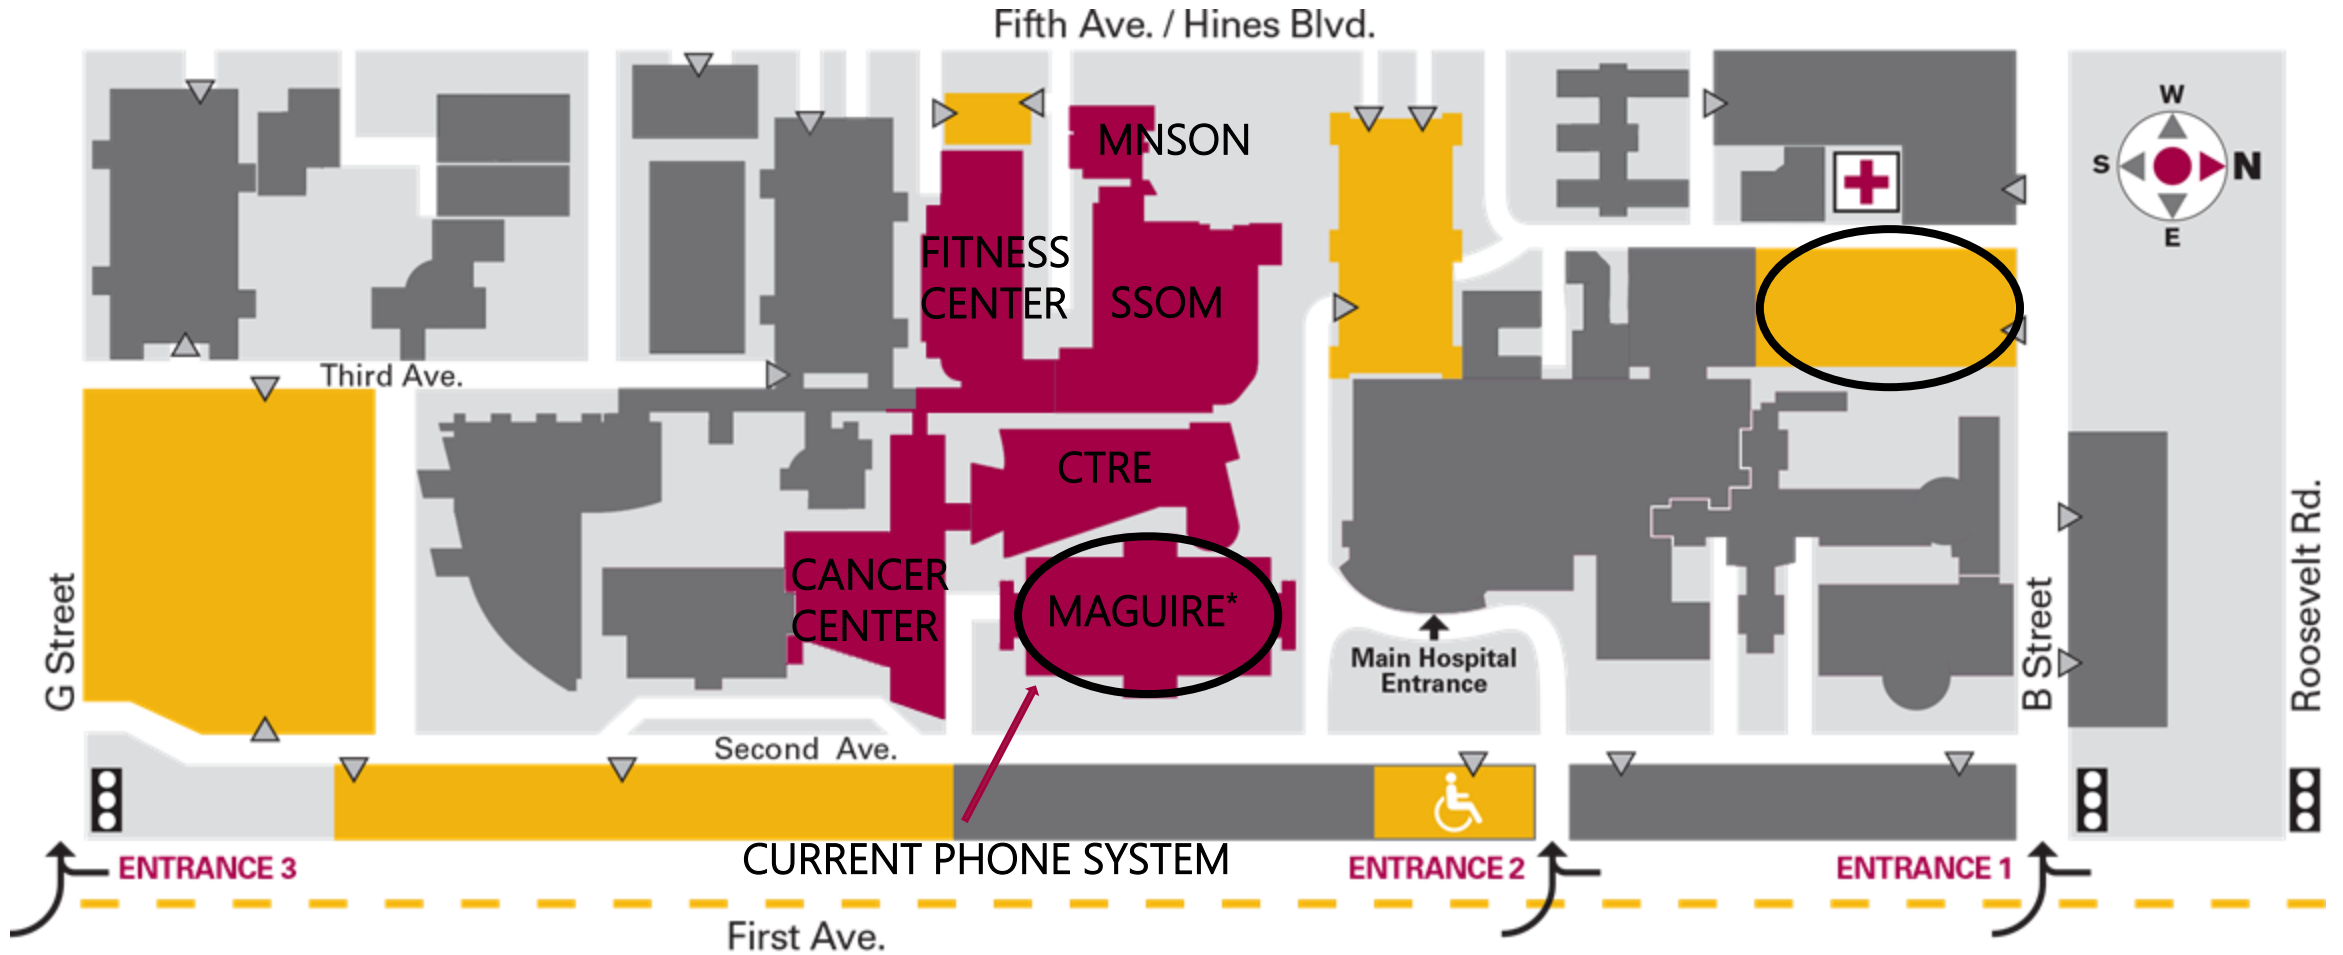 Fifth Ave. / Hines Blvd.
W
S
N
E
MNSON
FITNESS
CENTER
SSOM
Third Ave.
CTRE
CANCER
CENTER
MAGUIRE*
Main Hospital
Entrance
G Street
B Street
Roosevelt Rd.
Second Ave.
CURRENT PHONE SYSTEM
ENTRANCE 3
ENTRANCE 2
ENTRANCE 1
First Ave.